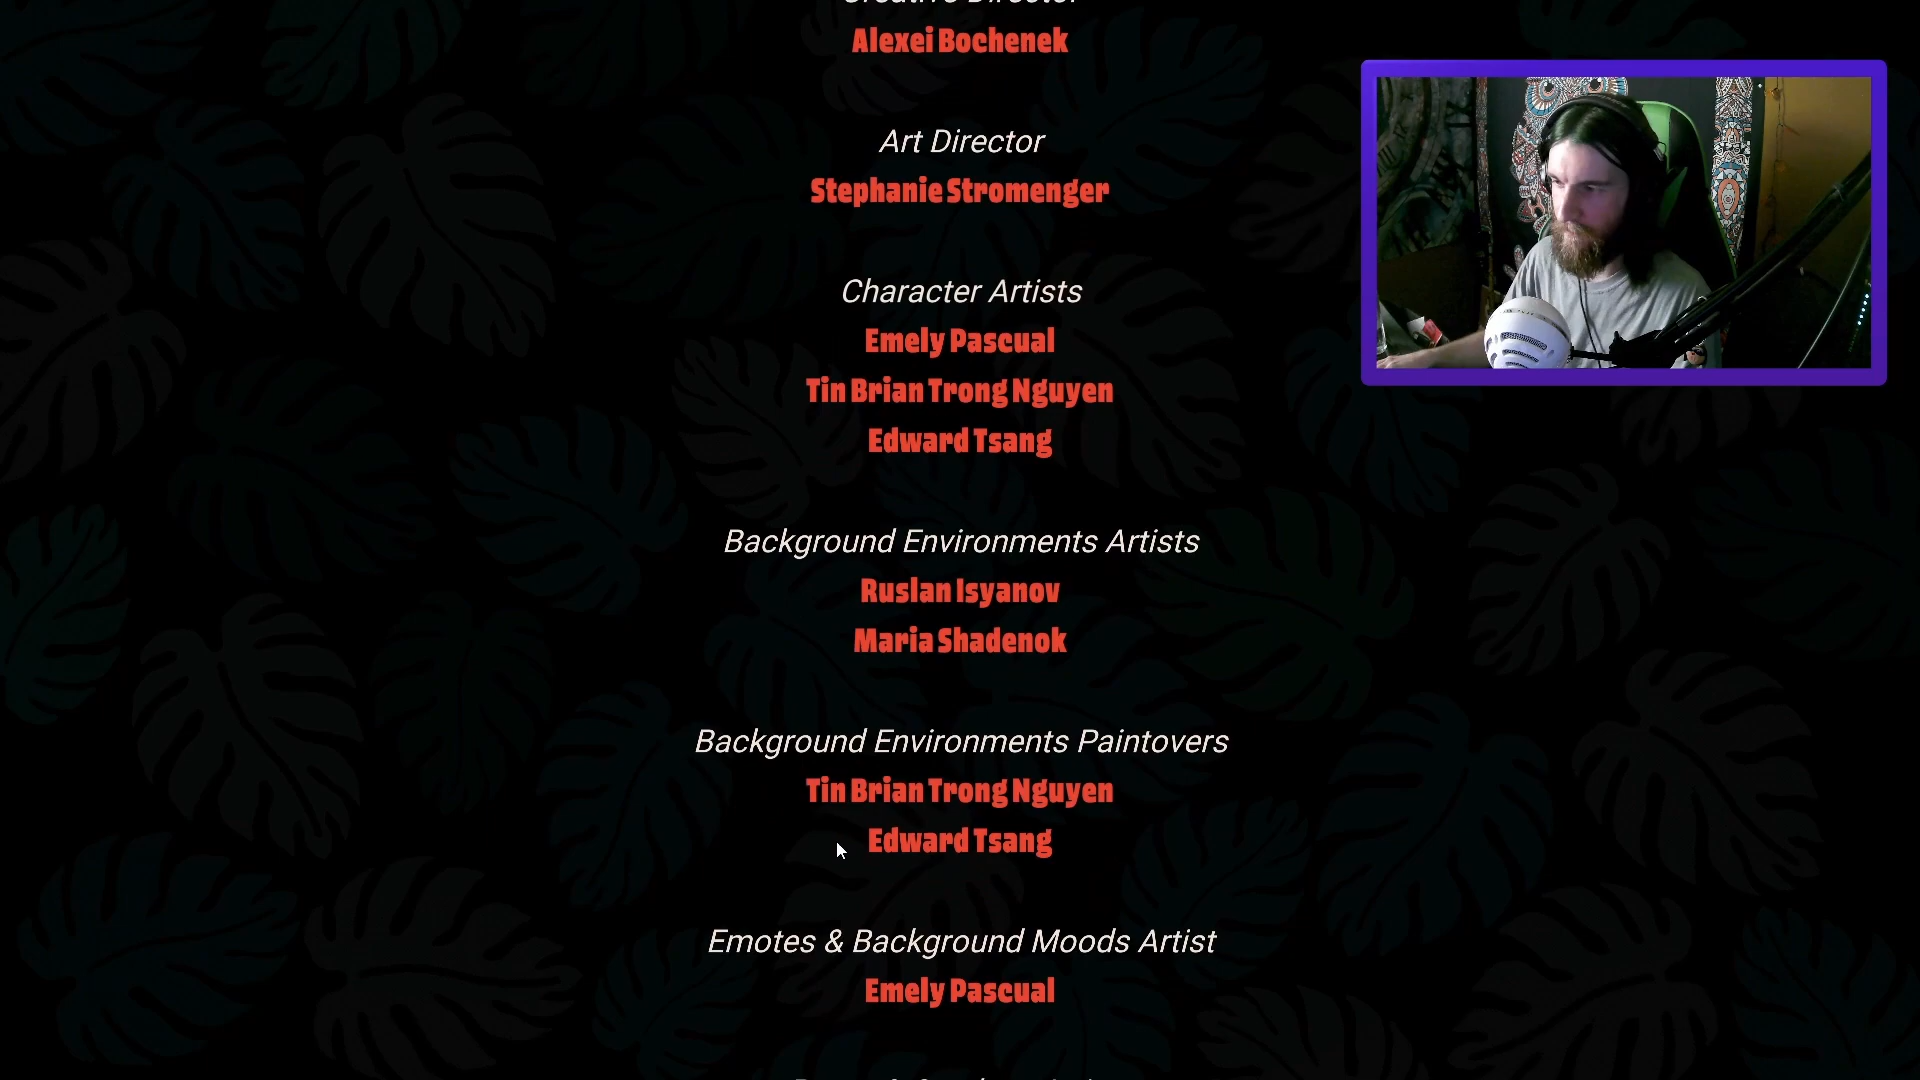 Creative Director
Alexei Bochenek
Art Director
Stephanie Stromenger
Character Artists
Emely Pascual
Tin Brian Trong Nguyen
Edward Tsang
Background Environments Artists
Ruslan Isyanov
Maria Shadenok
Background Environments Paintovers
Tin Brian Trong Nguyen
Edward Tsang
Emotes & Background Moods Artist
Emely Pascual